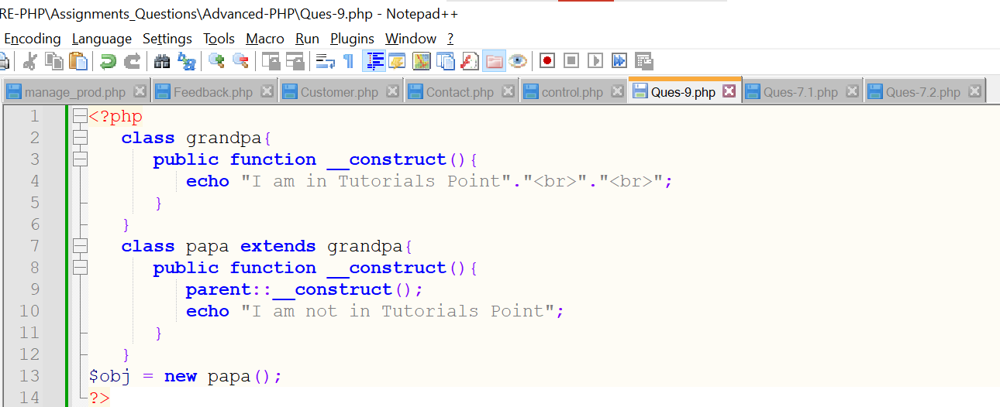 RE-PHP\Assignments_Questions\Advanced-PHP\Ques-9.php - Notepad++
Encoding Language Settings Tools Macro Run Plugins Window ?
manage_prod.php Feedback.php Customer.php Contact.php control.php Ques-9.php Ques-7.1.php Ques-7.2.php
1 <?php
2 class grandpa{
3 public function __construct(){
4 echo "I am in Tutorials Point"."<br>"."<br>";
5 }
6 }
7 class papa extends grandpa{
8 public function __construct(){
9 parent::__construct();
10 echo "I am not in Tutorials Point";
11 }
12 }
13 $obj = new papa();
14 ?>